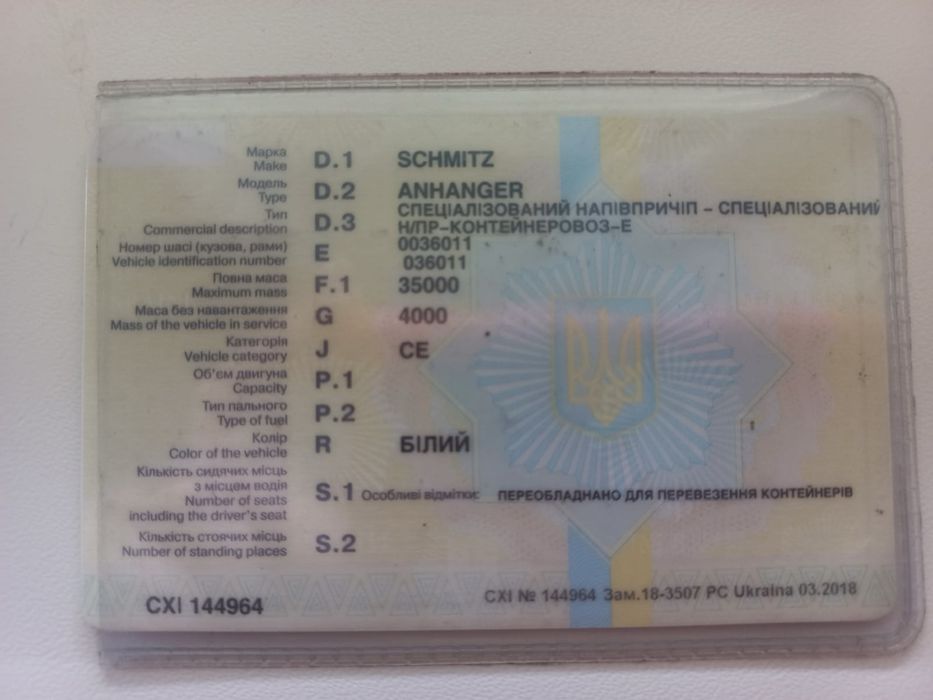 Марка D.1 SCHMITZ
Make
Модель D.2 ANHANGER
Type
Тип D.3 СПЕЦІАЛІЗОВАНИЙ НАПІВПРИЧІП – СПЕЦІАЛІЗОВАНИЙ
Commercial description Н/ПР-КОНТЕЙНЕРОВОЗ-Е
Номер шасі (кузова, рами) E 0036011
Vehicle identification number 036011
Повна маса F.1 35000
Maximum mass
Маса без навантаження G 4000
Mass of the vehicle in service
Категорія J CE
Vehicle category
Об'єм двигуна P.1
Capacity
Тип пального P.2
Type of fuel
Колір R БІЛИЙ
Color of the vehicle
Кількість сидячих місць
з місцем водія S.1 Особливі відмітки: ПЕРЕОБЛАДНАНО ДЛЯ ПЕРЕВЕЗЕННЯ КОНТЕЙНЕРІВ
Number of seats
including the driver's seat
Кількість стоячих місць S.2
Number of standing places
CXI 144964
CXI № 144964 Зам.18-3507 PC Ukraina 03.2018